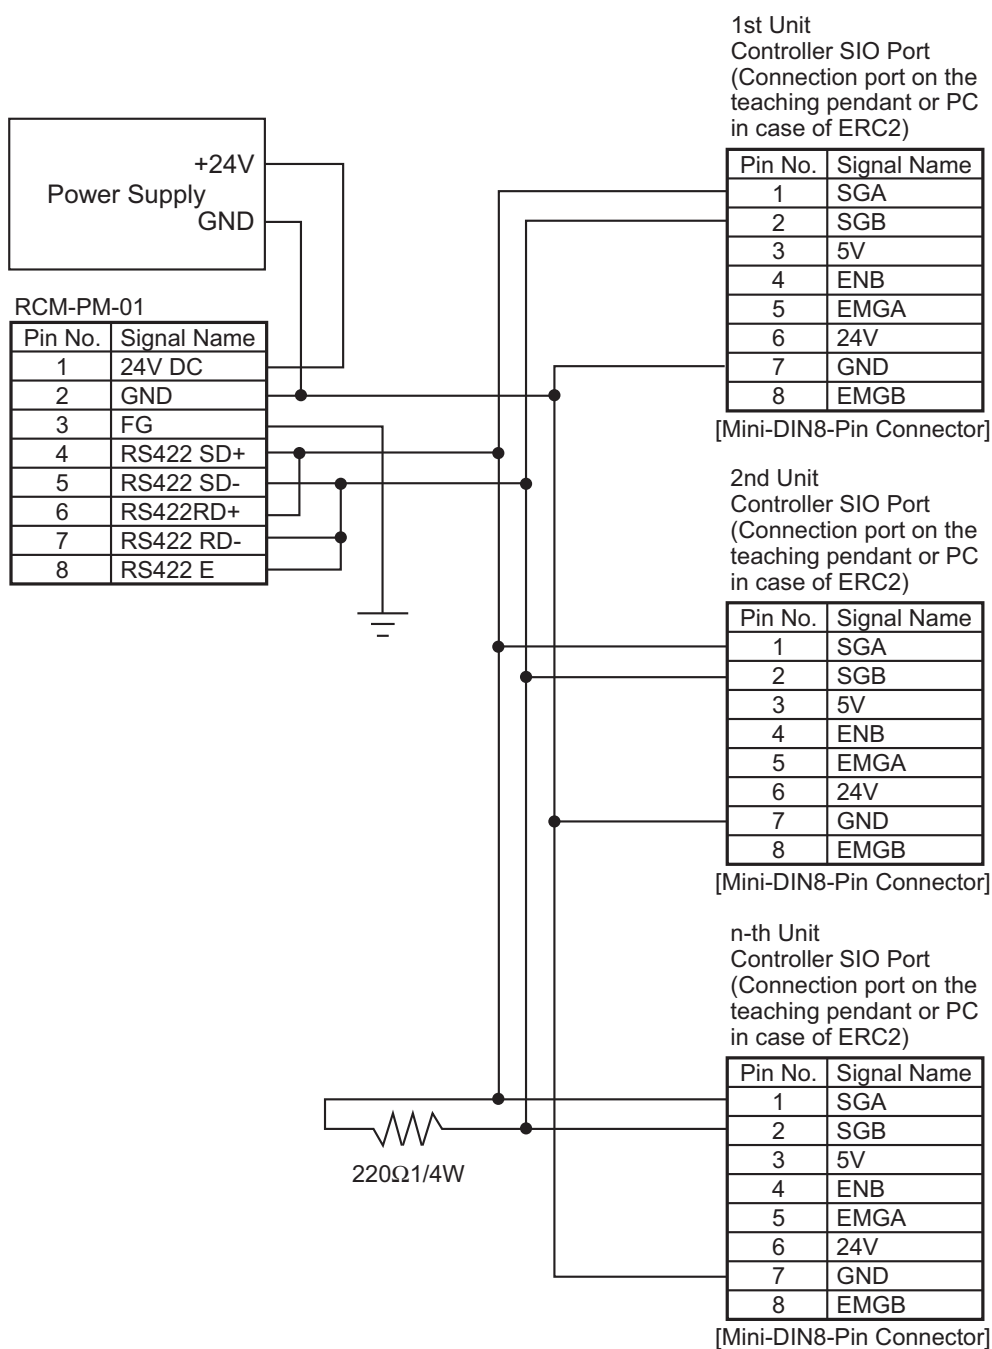 +24V
Power Supply
GND
RCM-PM-01
Pin No. Signal Name
1 24V DC
2 GND
3 FG
4 RS422 SD+
5 RS422 SD-
6 RS422RD+
7 RS422 RD-
8 RS422 E
1st Unit
Controller SIO Port
(Connection port on the
teaching pendant or PC
in case of ERC2)
Pin No. Signal Name
1 SGA
2 SGB
3 5V
4 ENB
5 EMGA
6 24V
7 GND
8 EMGB
[Mini-DIN8-Pin Connector]
2nd Unit
Controller SIO Port
(Connection port on the
teaching pendant or PC
in case of ERC2)
Pin No. Signal Name
1 SGA
2 SGB
3 5V
4 ENB
5 EMGA
6 24V
7 GND
8 EMGB
[Mini-DIN8-Pin Connector]
n-th Unit
Controller SIO Port
(Connection port on the
teaching pendant or PC
in case of ERC2)
Pin No. Signal Name
1 SGA
2 SGB
3 5V
4 ENB
5 EMGA
6 24V
7 GND
8 EMGB
[Mini-DIN8-Pin Connector]
220Ω1/4W